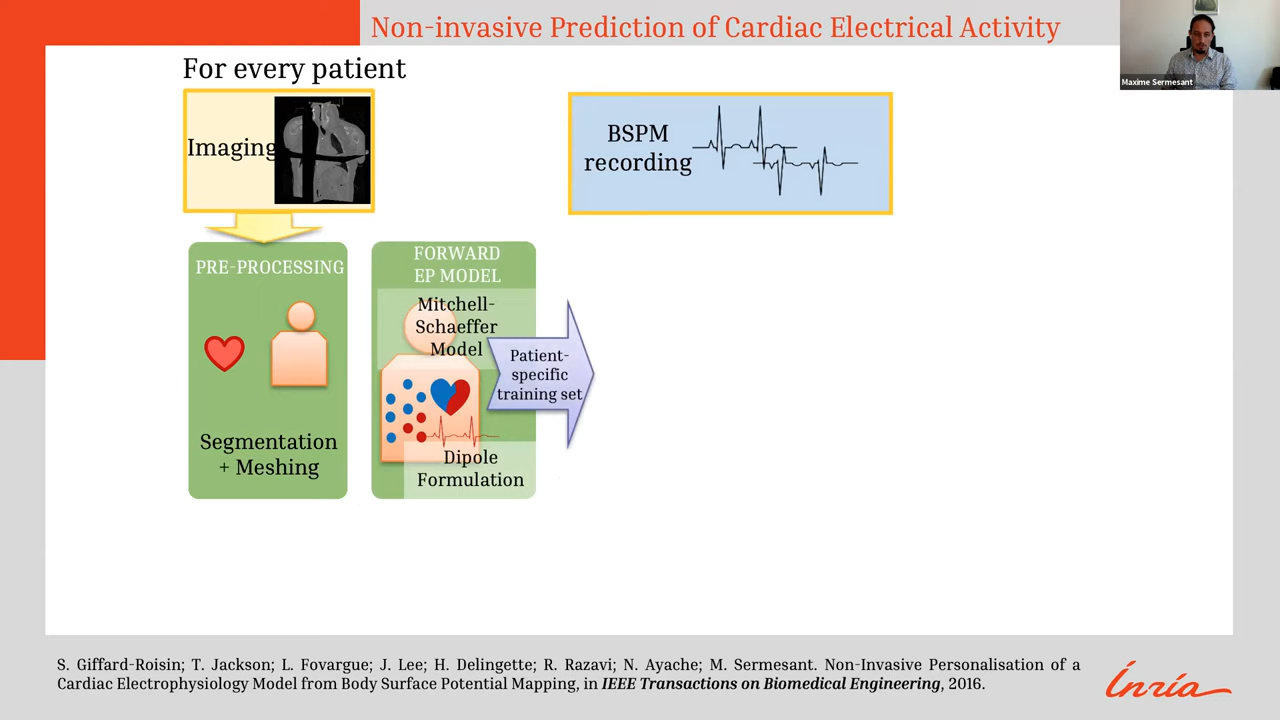 Non-invasive Prediction of Cardiac Electrical Activity
Maxime Sermesant
For every patient
Imaging
BSPM
recording
PRE-PROCESSING
Segmentation
+ Meshing
FORWARD
EP MODEL
Mitchell-
Schaeffer
Model
Dipole
Formulation
Patient-
specific
training set
S. Giffard-Roisin; T. Jackson; L. Fovargue; J. Lee; H. Delingette; R. Razavi; N. Ayache; M. Sermesant. Non-Invasive Personalisation of a
Cardiac Electrophysiology Model from Body Surface Potential Mapping, in IEEE Transactions on Biomedical Engineering, 2016.
Inria